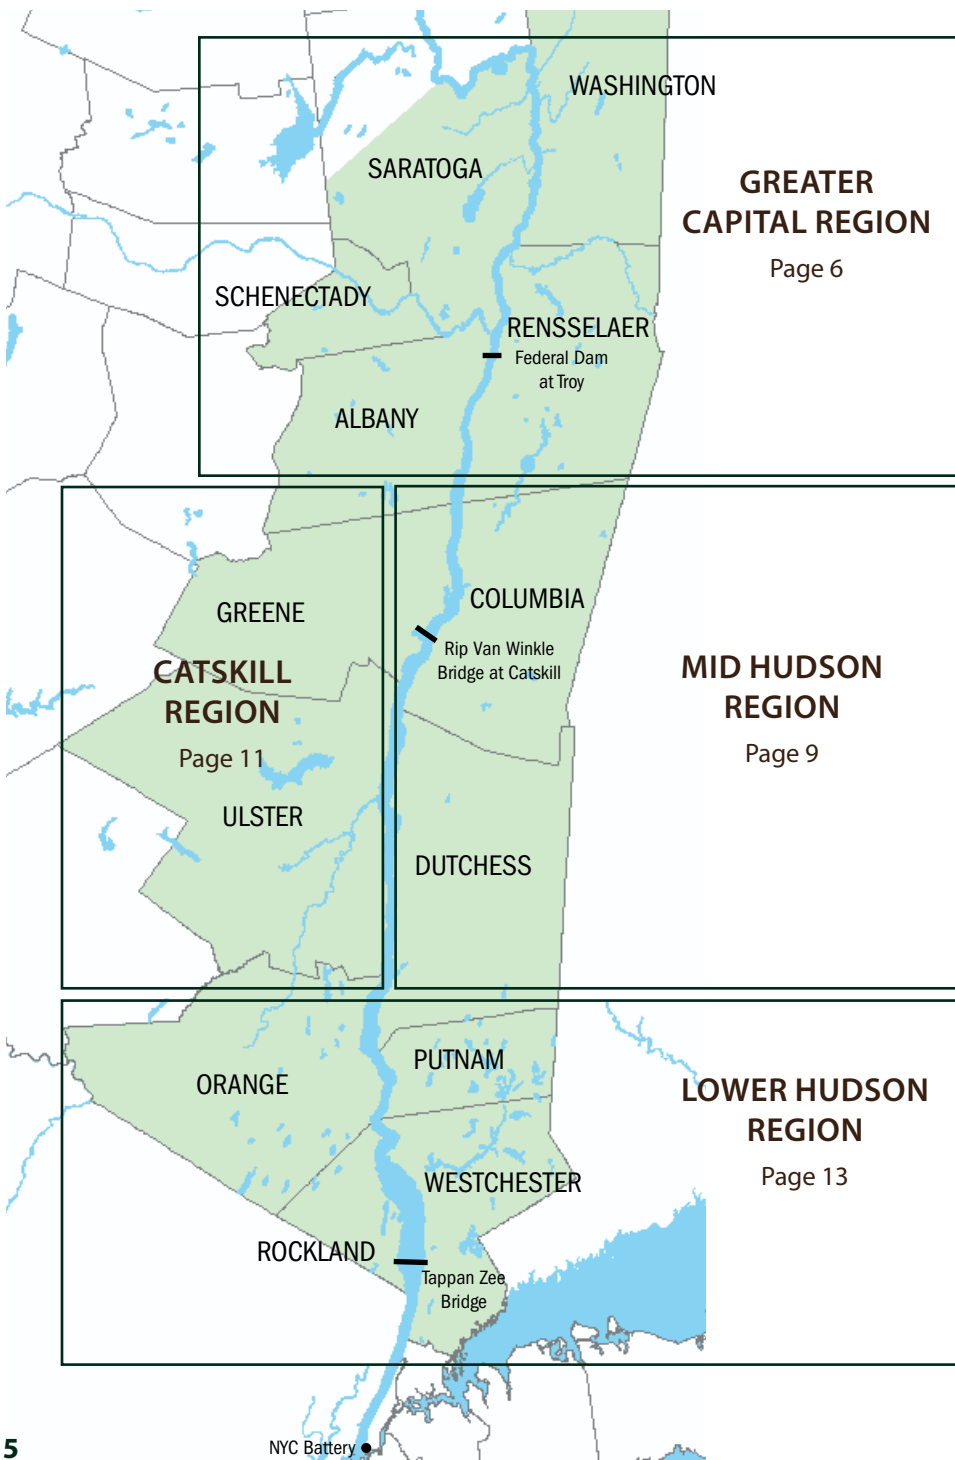 WASHINGTON
SARATOGA
GREATER
CAPITAL REGION
Page 6
SCHENECTADY
RENSSELAER
Federal Dam
at Troy
ALBANY
GREENE
COLUMBIA
Rip Van Winkle
Bridge at Catskill
CATSKILL
REGION
Page 11
MID HUDSON
REGION
Page 9
ULSTER
DUTCHESS
PUTNAM
ORANGE
LOWER HUDSON
REGION
Page 13
WESTCHESTER
ROCKLAND
Tappan Zee
Bridge
NYC Battery
5